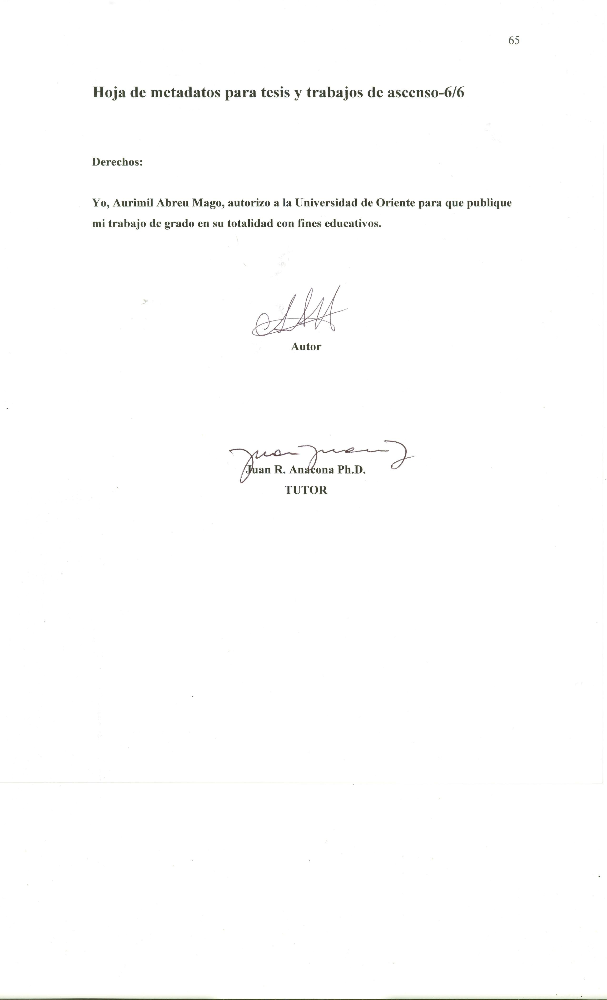 65
Hoja de metadatos para tesis y trabajos de ascenso-6/6
Derechos:
Yo, Aurimil Abreu Mago, autorizo a la Universidad de Oriente para que publique
mi trabajo de grado en su totalidad con fines educativos.
Autor
Juan R. Anacona Ph.D.
TUTOR